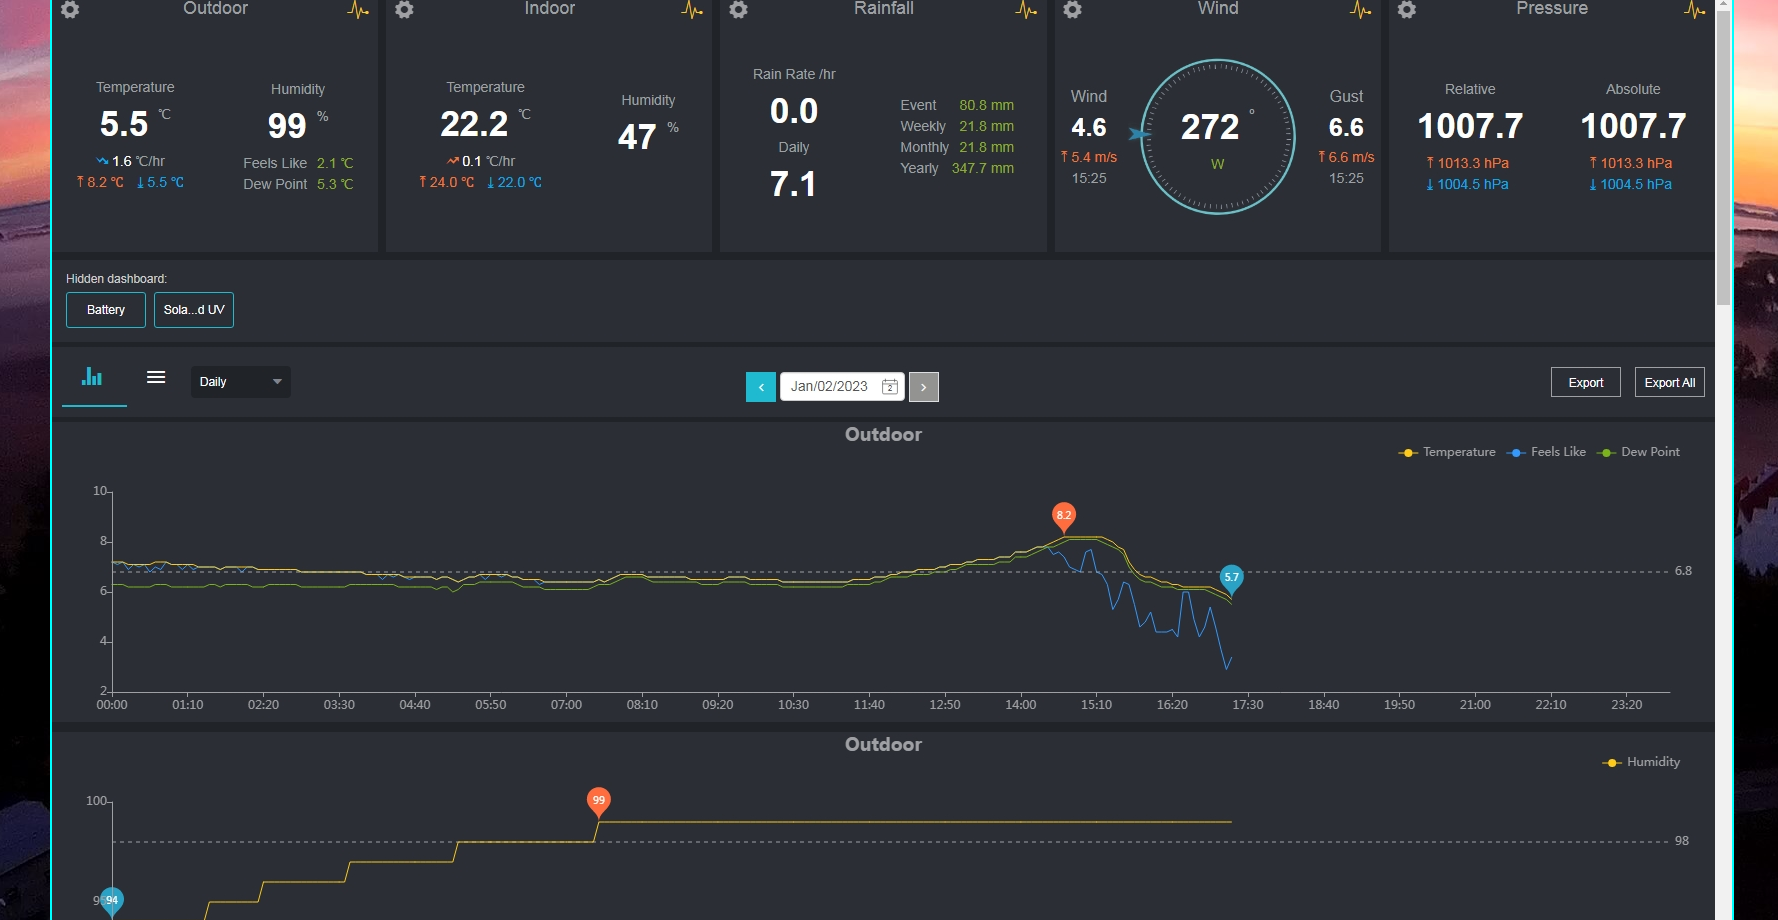 Outdoor
Temperature
5.5 ℃
1.6 ℃/hr
8.2 ℃ 5.5 ℃
Humidity
99 %
Feels Like 2.1 ℃
Dew Point 5.3 ℃
Indoor
Temperature
22.2 ℃
0.1 ℃/hr
24.0 ℃ 22.0 ℃
Humidity
47 %
Rainfall
Rain Rate /hr
0.0
Daily
7.1
Event 80.8 mm
Weekly 21.8 mm
Monthly 21.8 mm
Yearly 347.7 mm
Wind
Wind
4.6
5.4 m/s
15:25
272 °
W
Gust
6.6
6.6 m/s
15:25
Pressure
Relative
1007.7
1013.3 hPa
1004.5 hPa
Absolute
1007.7
1013.3 hPa
1004.5 hPa
Hidden dashboard:
Battery Sola...d UV
Daily
< Jan/02/2023 2 >
Export Export All
Outdoor
Temperature Feels Like Dew Point
10
8.2
8
6.8
5.7
6
4
2
00:00 01:10 02:20 03:30 04:40 05:50 07:00 08:10 09:20 10:30 11:40 12:50 14:00 15:10 16:20 17:30 18:40 19:50 21:00 22:10 23:20
Outdoor
Humidity
100
99
98
94